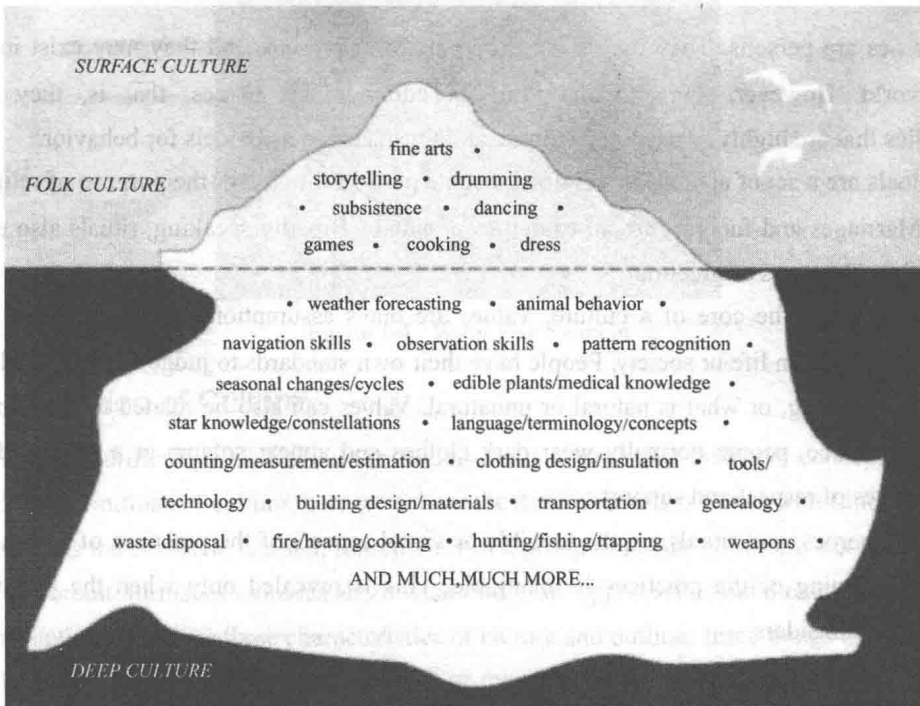 SURFACE CULTURE
fine arts •
FOLK CULTURE
storytelling • drumming
• subsistence • dancing •
games • cooking • dress
• weather forecasting • animal behavior •
navigation skills • observation skills • pattern recognition •
seasonal changes/cycles • edible plants/medical knowledge •
star knowledge/constellations • language/terminology/concepts •
counting/measurement/estimation • clothing design/insulation • tools/
technology • building design/materials • transportation • genealogy
waste disposal • fire/heating/cooking • hunting/fishing/trapping • weapons •
AND MUCH,MUCH MORE...
DEEP CULTURE